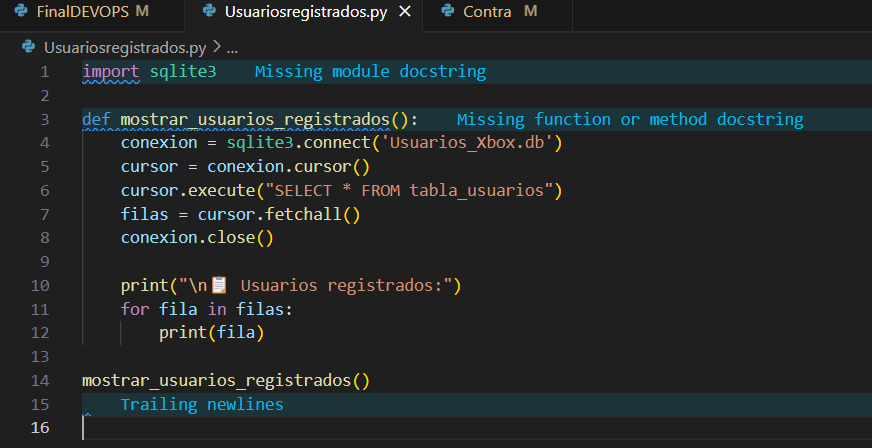 FinalDEVOPS M Usuariosregistrados.py × Contra M
Usuariosregistrados.py > ...
1 import sqlite3 Missing module docstring
2
3 def mostrar_usuarios_registrados(): Missing function or method docstring
4 conexion = sqlite3.connect('Usuarios_Xbox.db')
5 cursor = conexion.cursor()
6 cursor.execute("SELECT * FROM tabla_usuarios")
7 filas = cursor.fetchall()
8 conexion.close()
9
10 print("\n📋 Usuarios registrados:")
11 for fila in filas:
12 print(fila)
13
14 mostrar_usuarios_registrados()
15 Trailing newlines
16